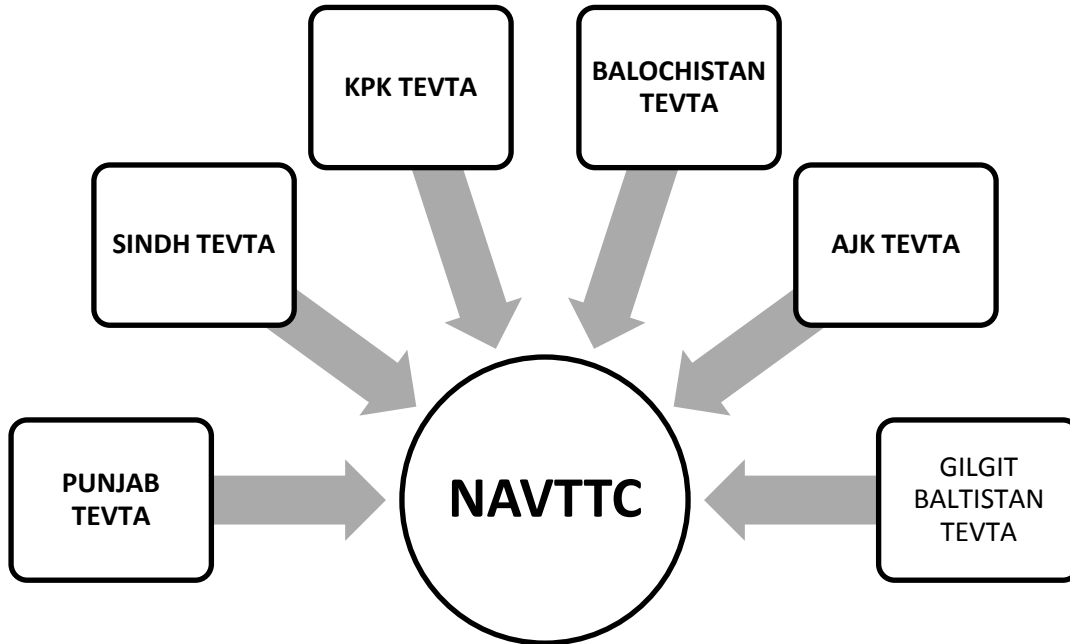 KPK TEVTA
BALOCHISTAN
TEVTA
SINDH TEVTA
AJK TEVTA
PUNJAB
TEVTA
NAVTTC
GILGIT
BALTISTAN
TEVTA